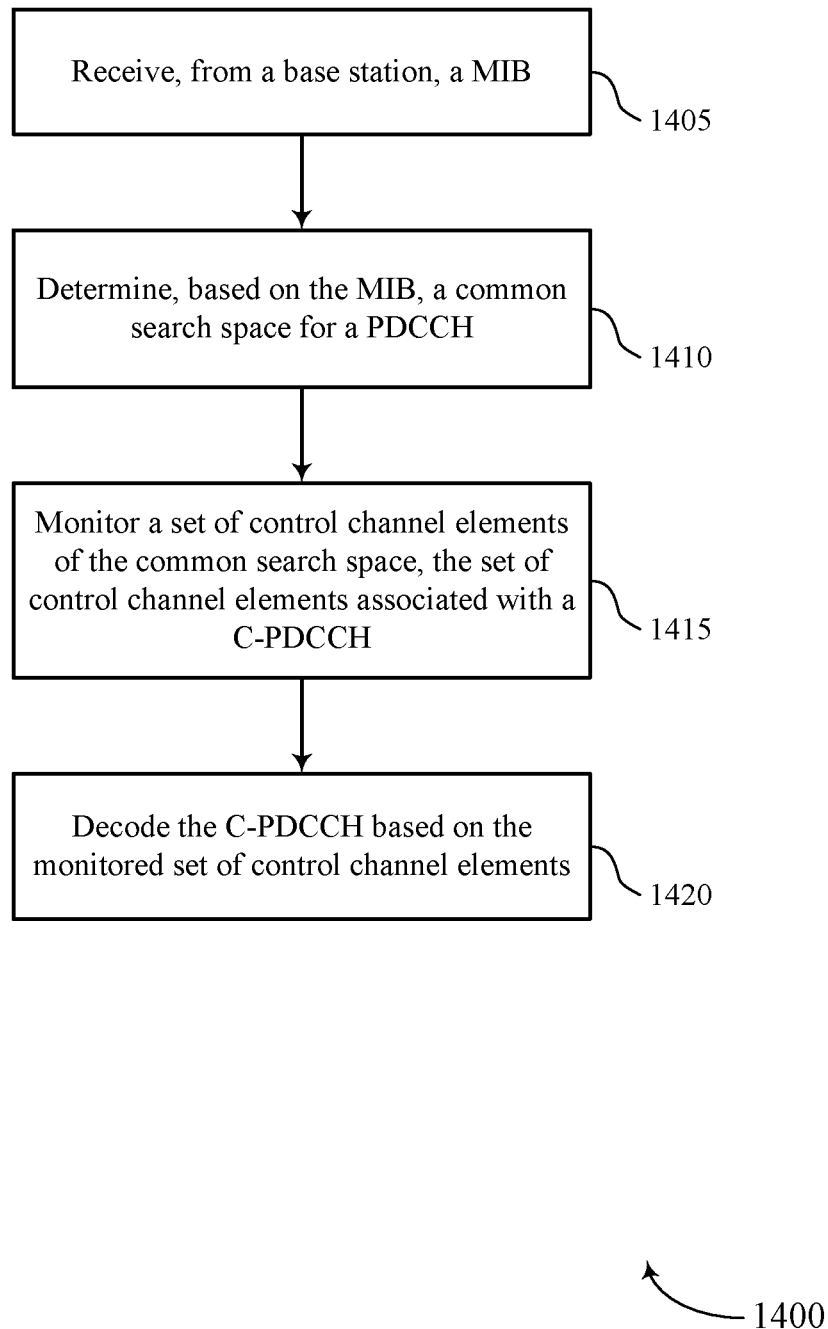 Receive, from a base station, a MIB
1405
Determine, based on the MIB, a common
search space for a PDCCH
1410
Monitor a set of control channel elements
of the common search space, the set of
control channel elements associated with a
C-PDCCH
1415
Decode the C-PDCCH based on the
monitored set of control channel elements
1420
1400